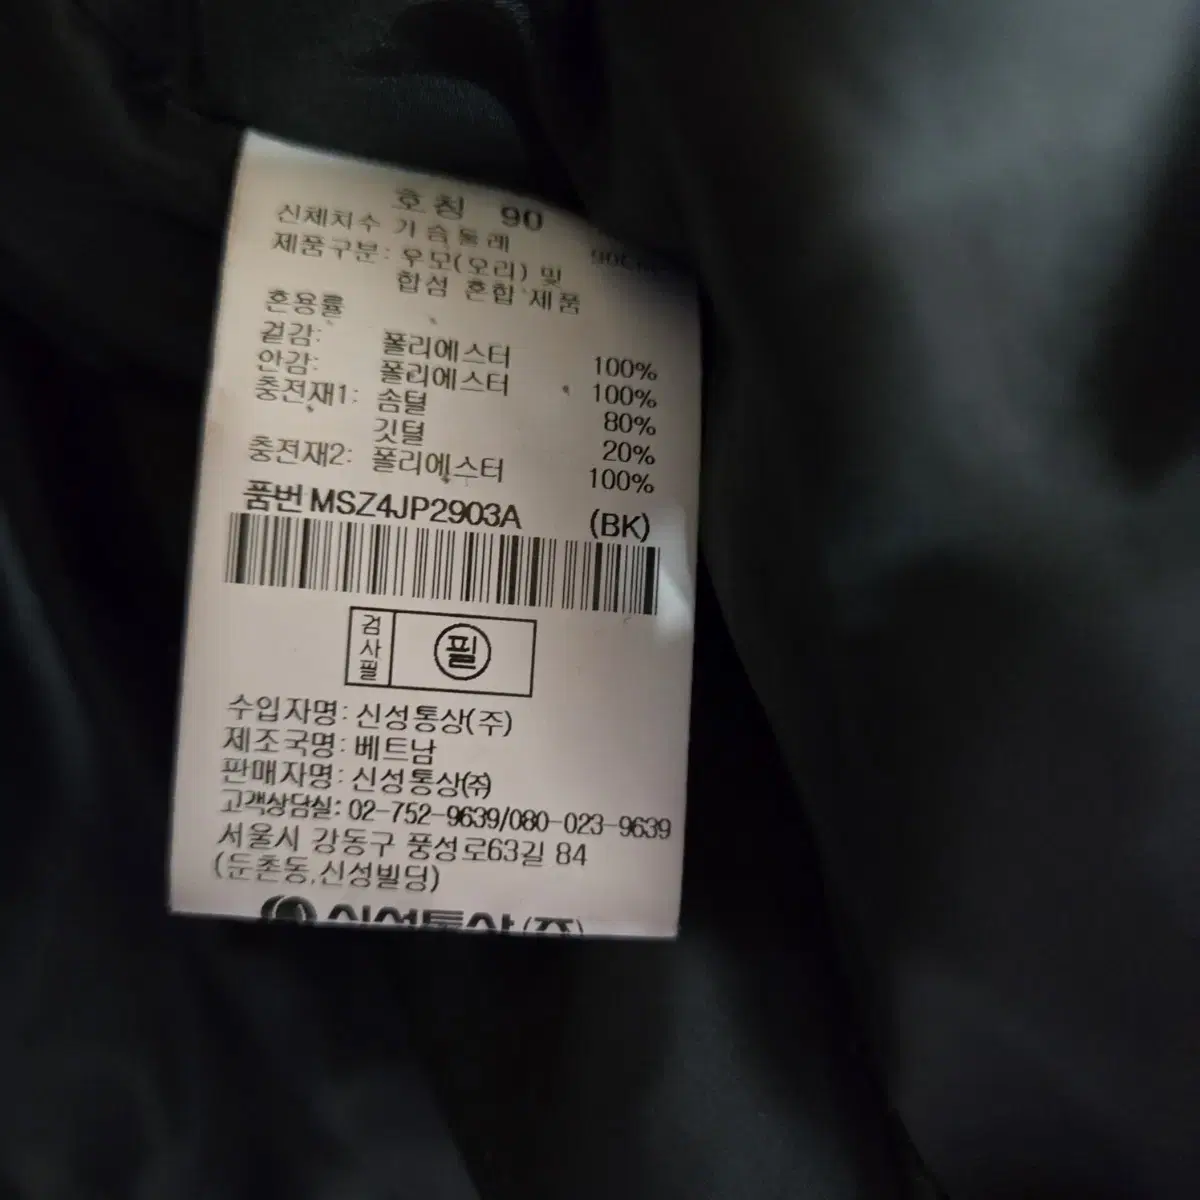 호칭 90
신체치수 가슴둘레 90cm
제품구분: 우모(오리) 및
합섬 혼합 제품
혼용률
겉감: 폴리에스터 100%
안감: 폴리에스터 100%
충전재1: 솜털 80%
깃털 20%
충전재2: 폴리에스터 100%
품번 MSZ4JP2903A (BK)
검사필 필
수입자명: 신성통상(주)
제조국명: 베트남
판매자명: 신성통상㈜
고객상담실: 02-752-9639/080-023-9639
서울시 강동구 풍성로63길 84
(둔촌동,신성빌딩)
신성통상(주)